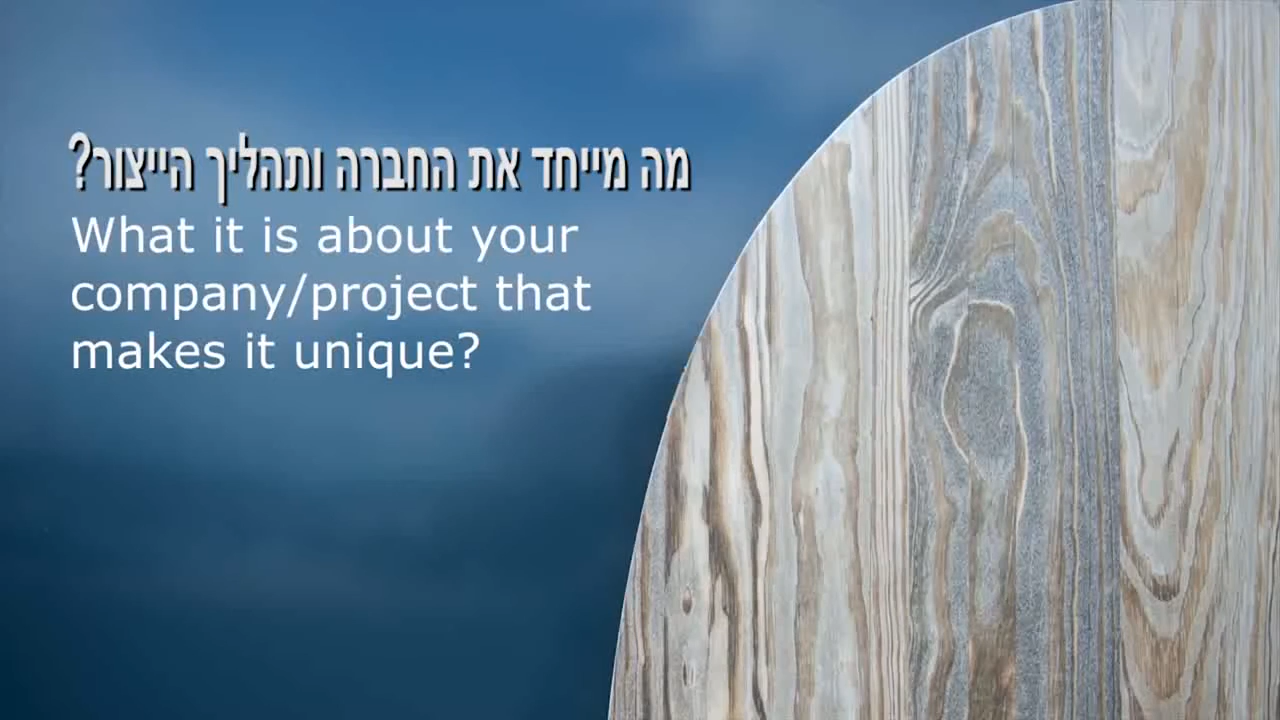 מה מייחד את החברה ותהליך הייצור?
What it is about your
company/project that
makes it unique?